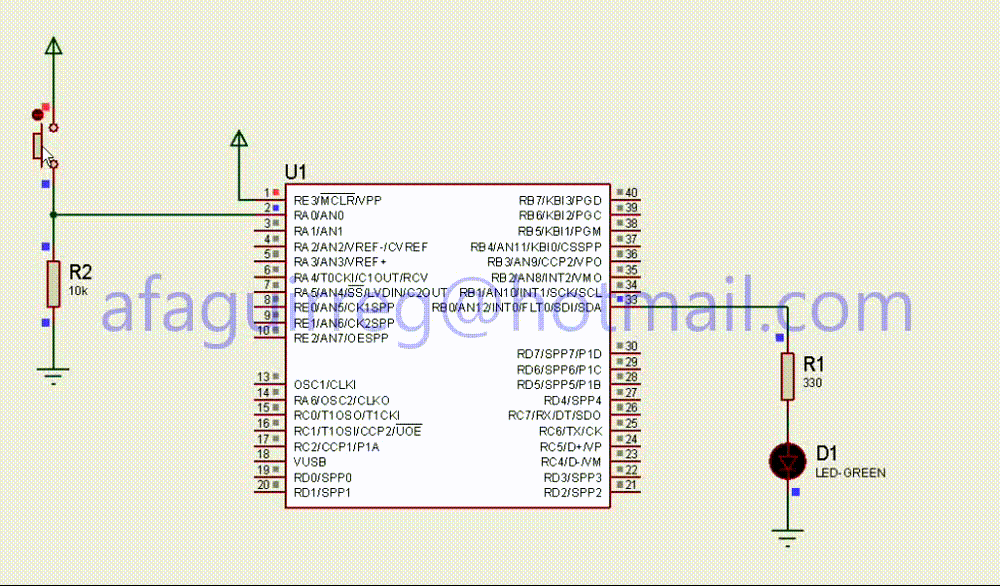 U1
1 RE3/MCLR/VPP
2 RA0/AN0
3 RA1/AN1
4 RA2/AN2/VREF-/CVREF
5 RA3/AN3/VREF+
6 RA4/T0CKI/C1OUT/RCV
7 RA5/AN4/SS/LVDIN/C2OUT
8 RE0/AN5/CK1SPP
9 RE1/AN6/CK2SPP
10 RE2/AN7/OESPP
13 OSC1/CLKI
14 RA6/OSC2/CLKO
15 RC0/T1OSO/T1CKI
16 RC1/T1OSI/CCP2/UOE
17 RC2/CCP1/P1A
18 VUSB
19 RD0/SPP0
20 RD1/SPP1
RB7/KBI3/PGD 40
RB6/KBI2/PGC 39
RB5/KBI1/PGM 38
RB4/AN11/KBI0/CSSPP 37
RB3/AN9/CCP2/VPO 36
RB2/AN8/INT2/VMO 35
RB1/AN10/INT1/SCK/SCL 34
RB0/AN12/INT0/FLT0/SDI/SDA 33
RD7/SPP7/P1D 30
RD6/SPP6/P1C 29
RD5/SPP5/P1B 28
RD4/SPP4 27
RC7/RX/DT/SDO 26
RC6/TX/CK 25
RC5/D+/VP 24
RC4/D-/VM 23
RD3/SPP3 22
RD2/SPP2 21
R2
10k
afaguirreg@hotmail.com
R1
330
D1
LED-GREEN